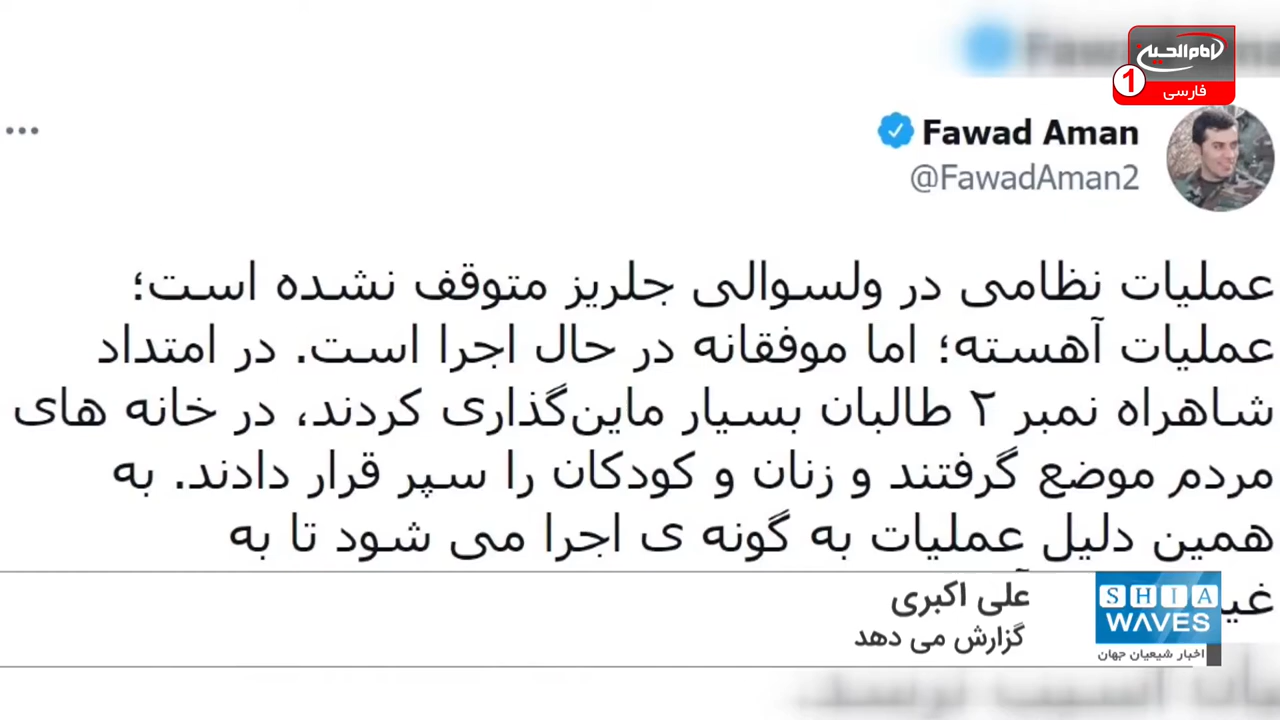 امام الحسین
1
فارسی
Fawad Aman
@FawadAman2
عملیات نظامی در ولسوالی جلریز متوقف نشده است؛
عملیات آهسته؛ اما موفقانه در حال اجرا است. در امتداد
شاهراه نمبر ۲ طالبان بسیار ماین‌گذاری کردند، در خانه های
مردم موضع گرفتند و زنان و کودکان را سپر قرار دادند. به
همین دلیل عملیات به گونه ی اجرا می شود تا به
علی اکبری
گزارش می دهد
SHIA
WAVES
اخبار شیعیان جهان